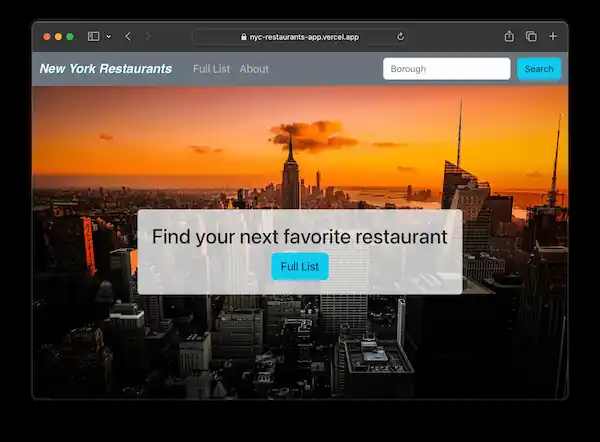 nyc-restaurants-app.vercel.app
New York Restaurants Full List About Borough Search
Find your next favorite restaurant
Full List